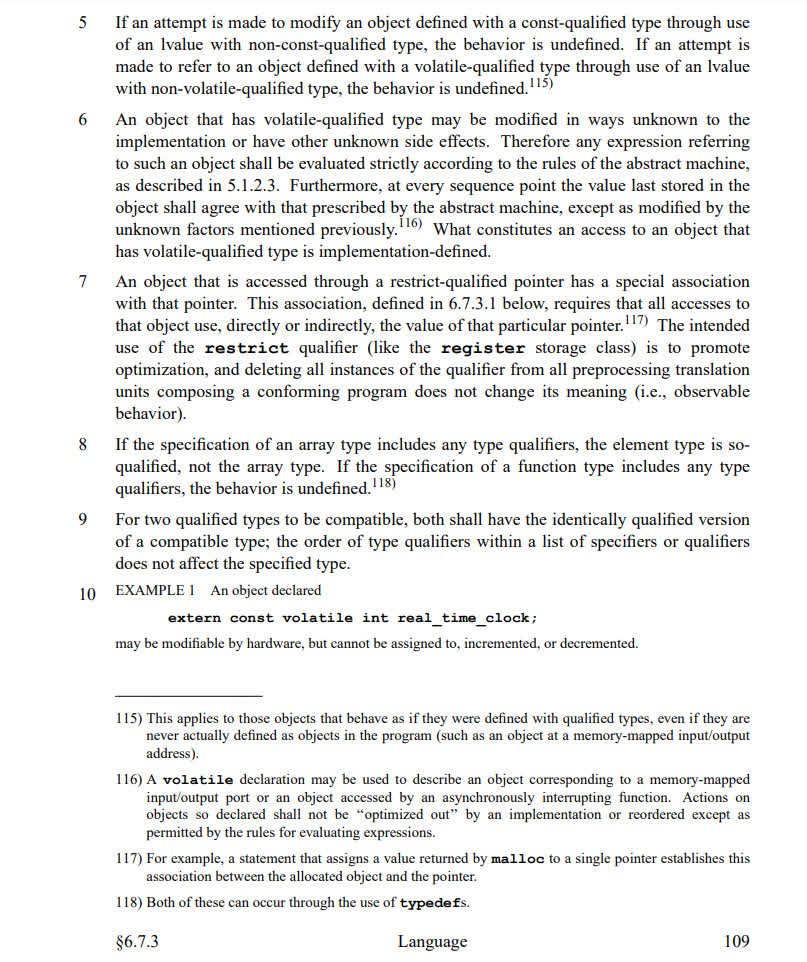 5 If an attempt is made to modify an object defined with a const-qualified type through use
of an lvalue with non-const-qualified type, the behavior is undefined. If an attempt is
made to refer to an object defined with a volatile-qualified type through use of an lvalue
with non-volatile-qualified type, the behavior is undefined.115)
6 An object that has volatile-qualified type may be modified in ways unknown to the
implementation or have other unknown side effects. Therefore any expression referring
to such an object shall be evaluated strictly according to the rules of the abstract machine,
as described in 5.1.2.3. Furthermore, at every sequence point the value last stored in the
object shall agree with that prescribed by the abstract machine, except as modified by the
unknown factors mentioned previously.116) What constitutes an access to an object that
has volatile-qualified type is implementation-defined.
7 An object that is accessed through a restrict-qualified pointer has a special association
with that pointer. This association, defined in 6.7.3.1 below, requires that all accesses to
that object use, directly or indirectly, the value of that particular pointer.117) The intended
use of the restrict qualifier (like the register storage class) is to promote
optimization, and deleting all instances of the qualifier from all preprocessing translation
units composing a conforming program does not change its meaning (i.e., observable
behavior).
8 If the specification of an array type includes any type qualifiers, the element type is so-
qualified, not the array type. If the specification of a function type includes any type
qualifiers, the behavior is undefined.118)
9 For two qualified types to be compatible, both shall have the identically qualified version
of a compatible type; the order of type qualifiers within a list of specifiers or qualifiers
does not affect the specified type.
10 EXAMPLE 1 An object declared
extern const volatile int real_time_clock;
may be modifiable by hardware, but cannot be assigned to, incremented, or decremented.
115) This applies to those objects that behave as if they were defined with qualified types, even if they are
never actually defined as objects in the program (such as an object at a memory-mapped input/output
address).
116) A volatile declaration may be used to describe an object corresponding to a memory-mapped
input/output port or an object accessed by an asynchronously interrupting function. Actions on
objects so declared shall not be “optimized out” by an implementation or reordered except as
permitted by the rules for evaluating expressions.
117) For example, a statement that assigns a value returned by malloc to a single pointer establishes this
association between the allocated object and the pointer.
118) Both of these can occur through the use of typedefs.
§6.7.3 Language 109